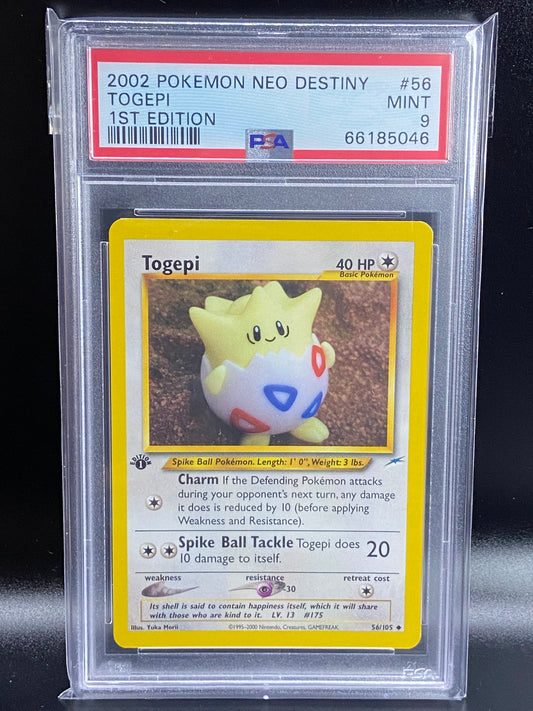 2002 POKEMON NEO DESTINY #56
TOGEPI MINT
1ST EDITION 9
PSA 66185046
Togepi 40 HP
Basic Pokémon
EDITION 1
Spike Ball Pokémon. Length: 1' 0", Weight: 3 lbs.
Charm If the Defending Pokémon attacks
during your opponent's next turn, any damage
it does is reduced by 10 (before applying
Weakness and Resistance).
Spike Ball Tackle Togepi does 20
10 damage to itself.
weakness resistance retreat cost
-30
Its shell is said to contain happiness itself, which it will share
with those who are kind to it. LV. 13 #175
Illus. Yuka Morii ©1995-2000 Nintendo, Creatures, GAMEFREAK. 56/105